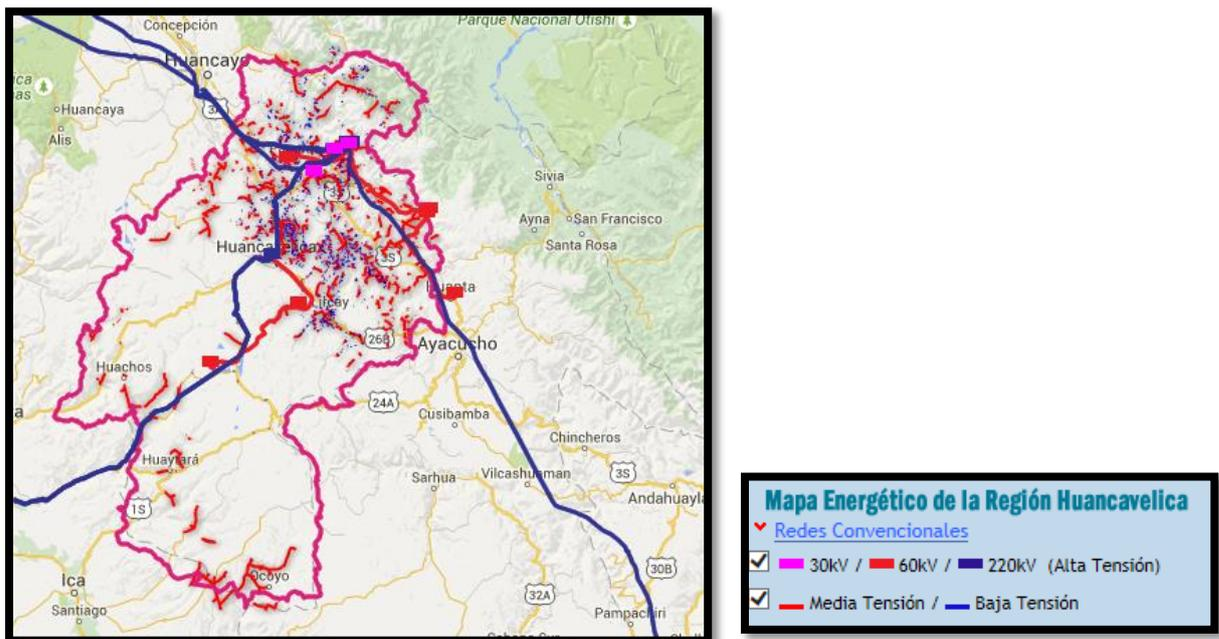 Parque Nacional Otishi
Concepción
Huancayo
Huancaya
Alis
3S
Sivia
Ayna
San Francisco
Santa Rosa
Huancavelica
3S
Huanta
Lircay
26B
Ayacucho
Huachos
24A
Cusibamba
Chincheros
Huaytará
Sarhua
Vilcashuaman
3S
Andahuayl
1S
Ica
Santiago
Ocoyo
32A
30B
Pampachiri
Mapa Energético de la Región Huancavelica
Redes Convencionales
30kV / 60kV / 220kV (Alta Tensión)
Media Tensión / Baja Tensión